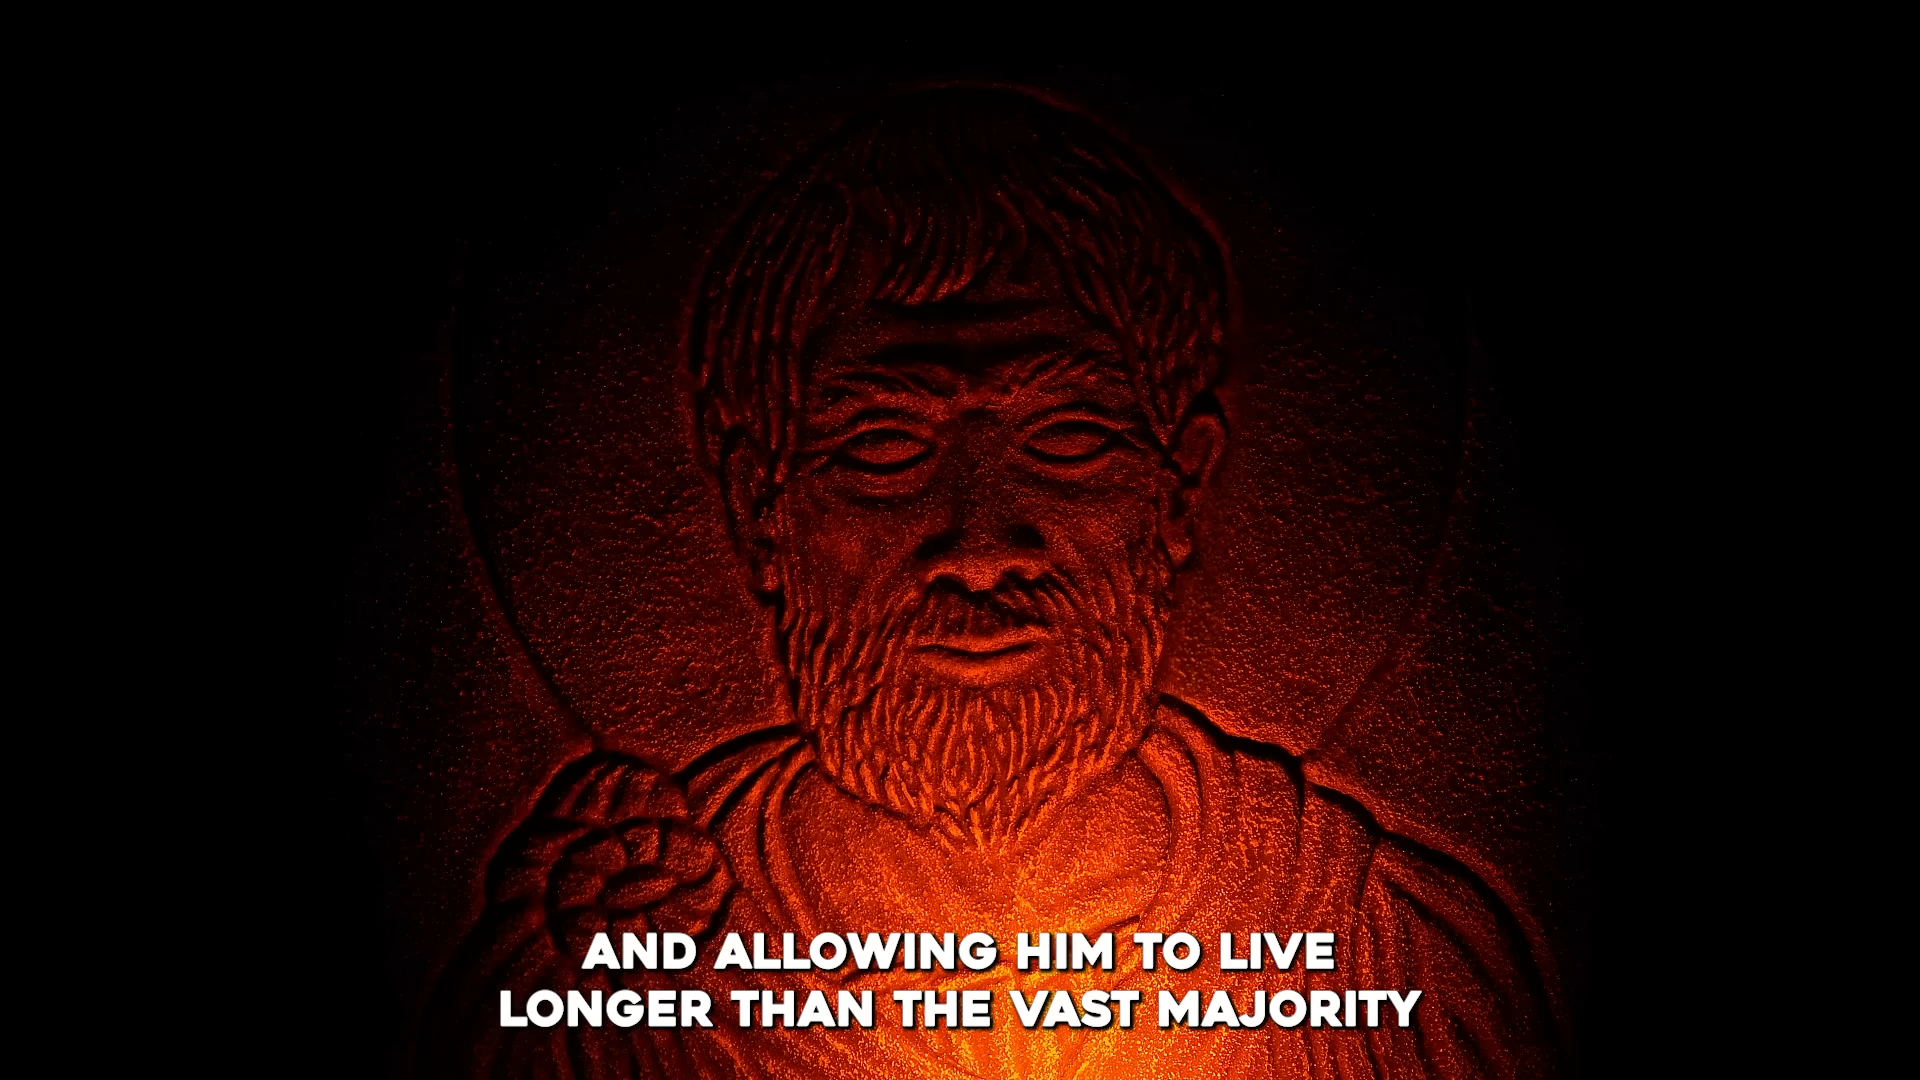 AND ALLOWING HIM TO LIVE
LONGER THAN THE VAST MAJORITY